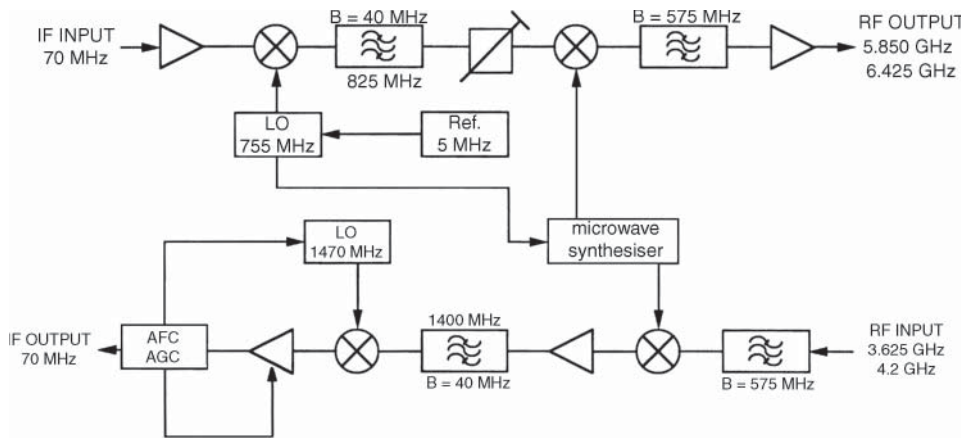 B = 40 MHz
B = 575 MHz
IF INPUT
70 MHz
RF OUTPUT
5.850 GHz
6.425 GHz
825 MHz
LO
755 MHz
Ref.
5 MHz
LO
1470 MHz
microwave
synthesiser
IF OUTPUT
70 MHz
AFC
AGC
1400 MHz
B = 40 MHz
B = 575 MHz
RF INPUT
3.625 GHz
4.2 GHz